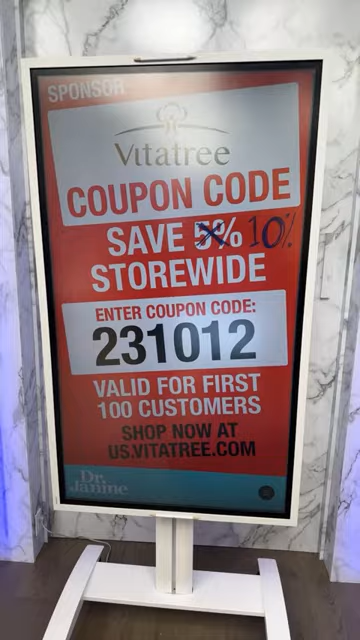 SPONSOR
Vitatree
COUPON CODE
SAVE 5% 10%
STOREWIDE
ENTER COUPON CODE:
231012
VALID FOR FIRST
100 CUSTOMERS
SHOP NOW AT
US.VITATREE.COM
Dr.
Janine